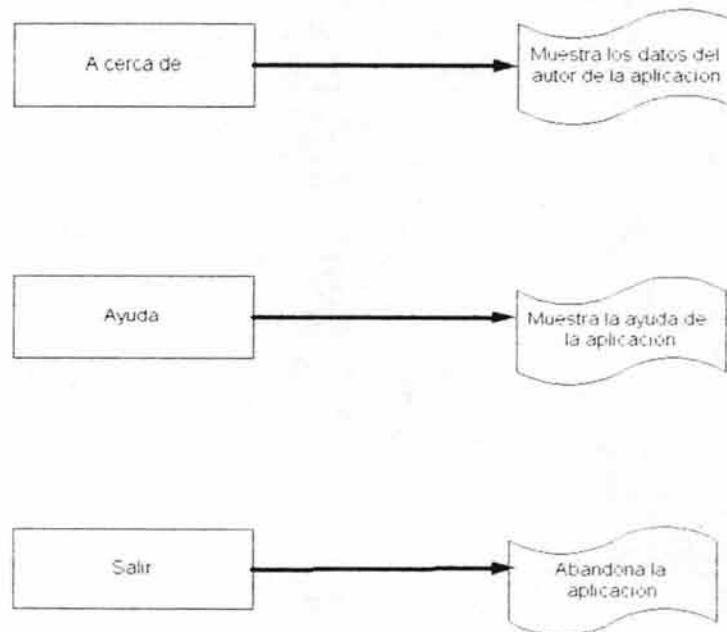 A cerca de
Muestra los datos del
autor de la aplicacion
Ayuda
Muestra la ayuda de
la aplicación
Salir
Abandona la
aplicacion